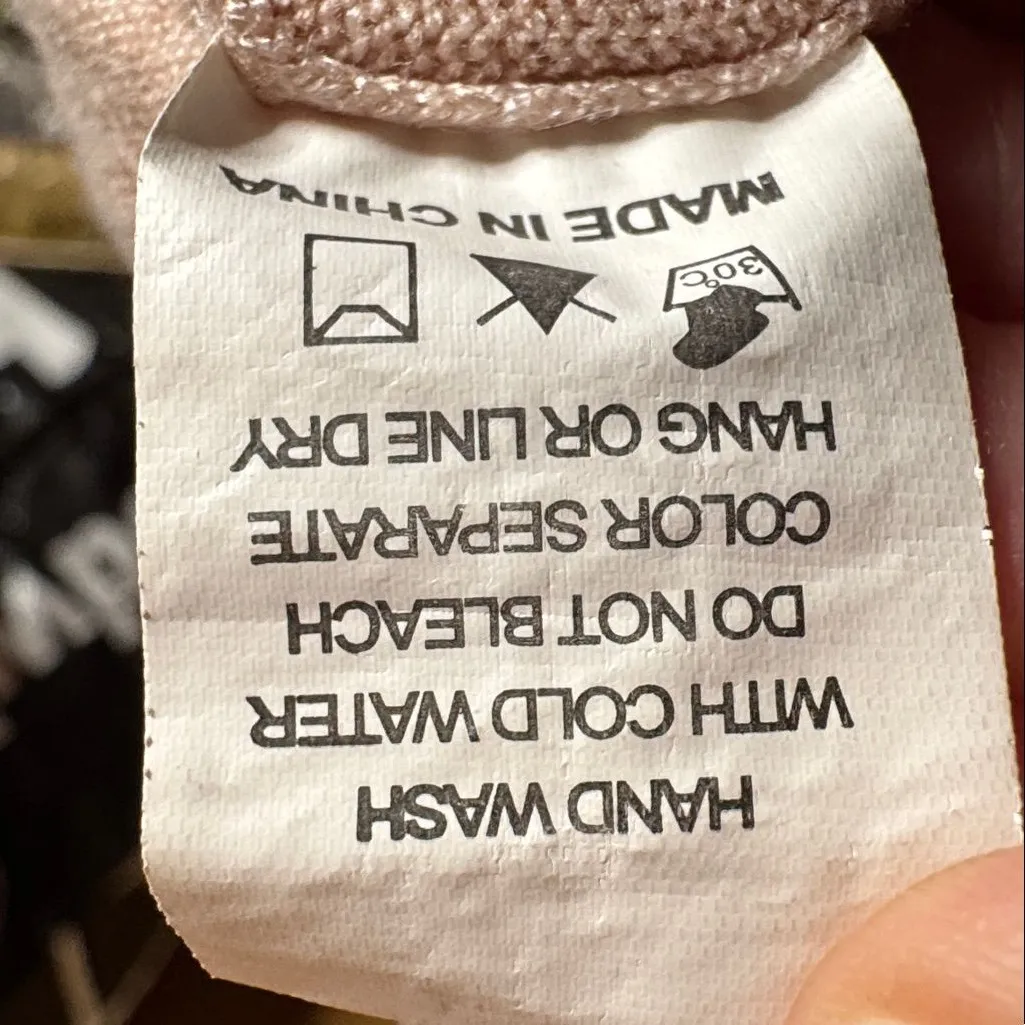 HAND WASH
WITH COLD WATER
DO NOT BLEACH
COLOR SEPARATE
HANG OR LINE DRY
30°C
MADE IN CHINA